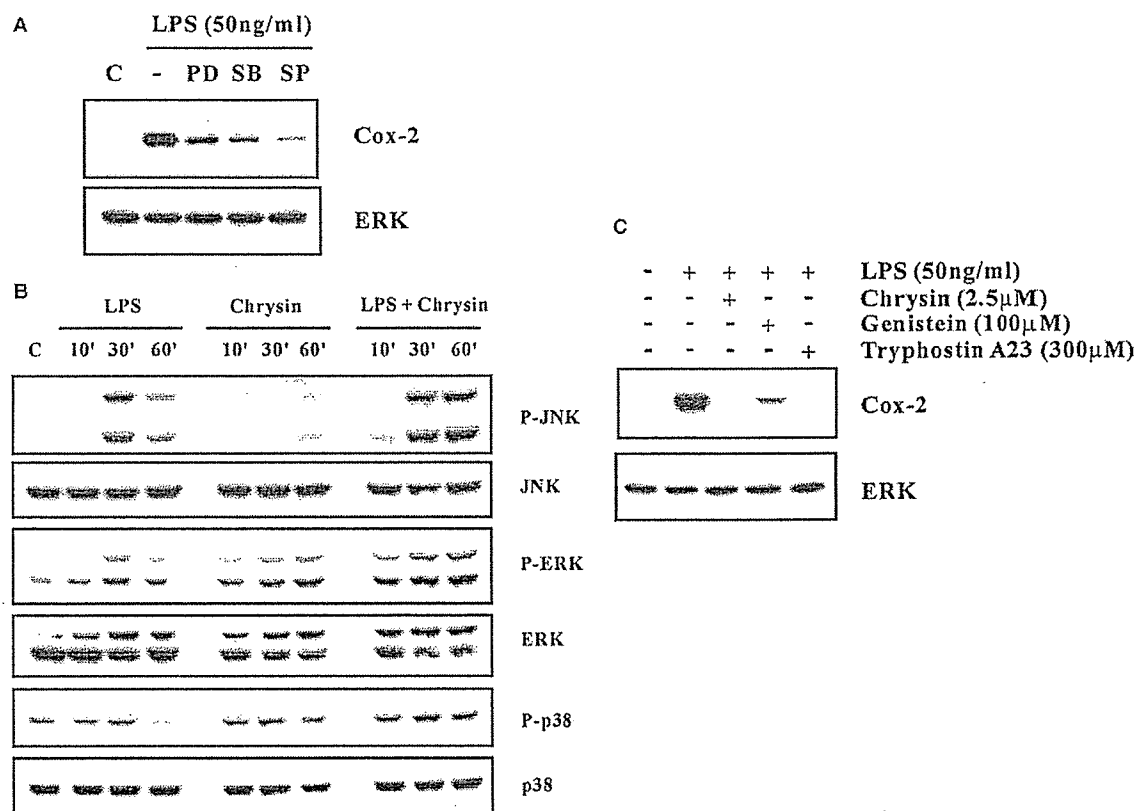 A
LPS (50ng/ml)
C - PD SB SP
Cox-2
ERK
B
LPS Chrysin LPS + Chrysin
C 10' 30' 60' 10' 30' 60' 10' 30' 60'
P-JNK
JNK
P-ERK
ERK
P-p38
p38
C
- + + + + LPS (50ng/ml)
- - + - - Chrysin (2.5μM)
- - - + - Genistein (100μM)
- - - - + Tryphostin A23 (300μM)
Cox-2
ERK